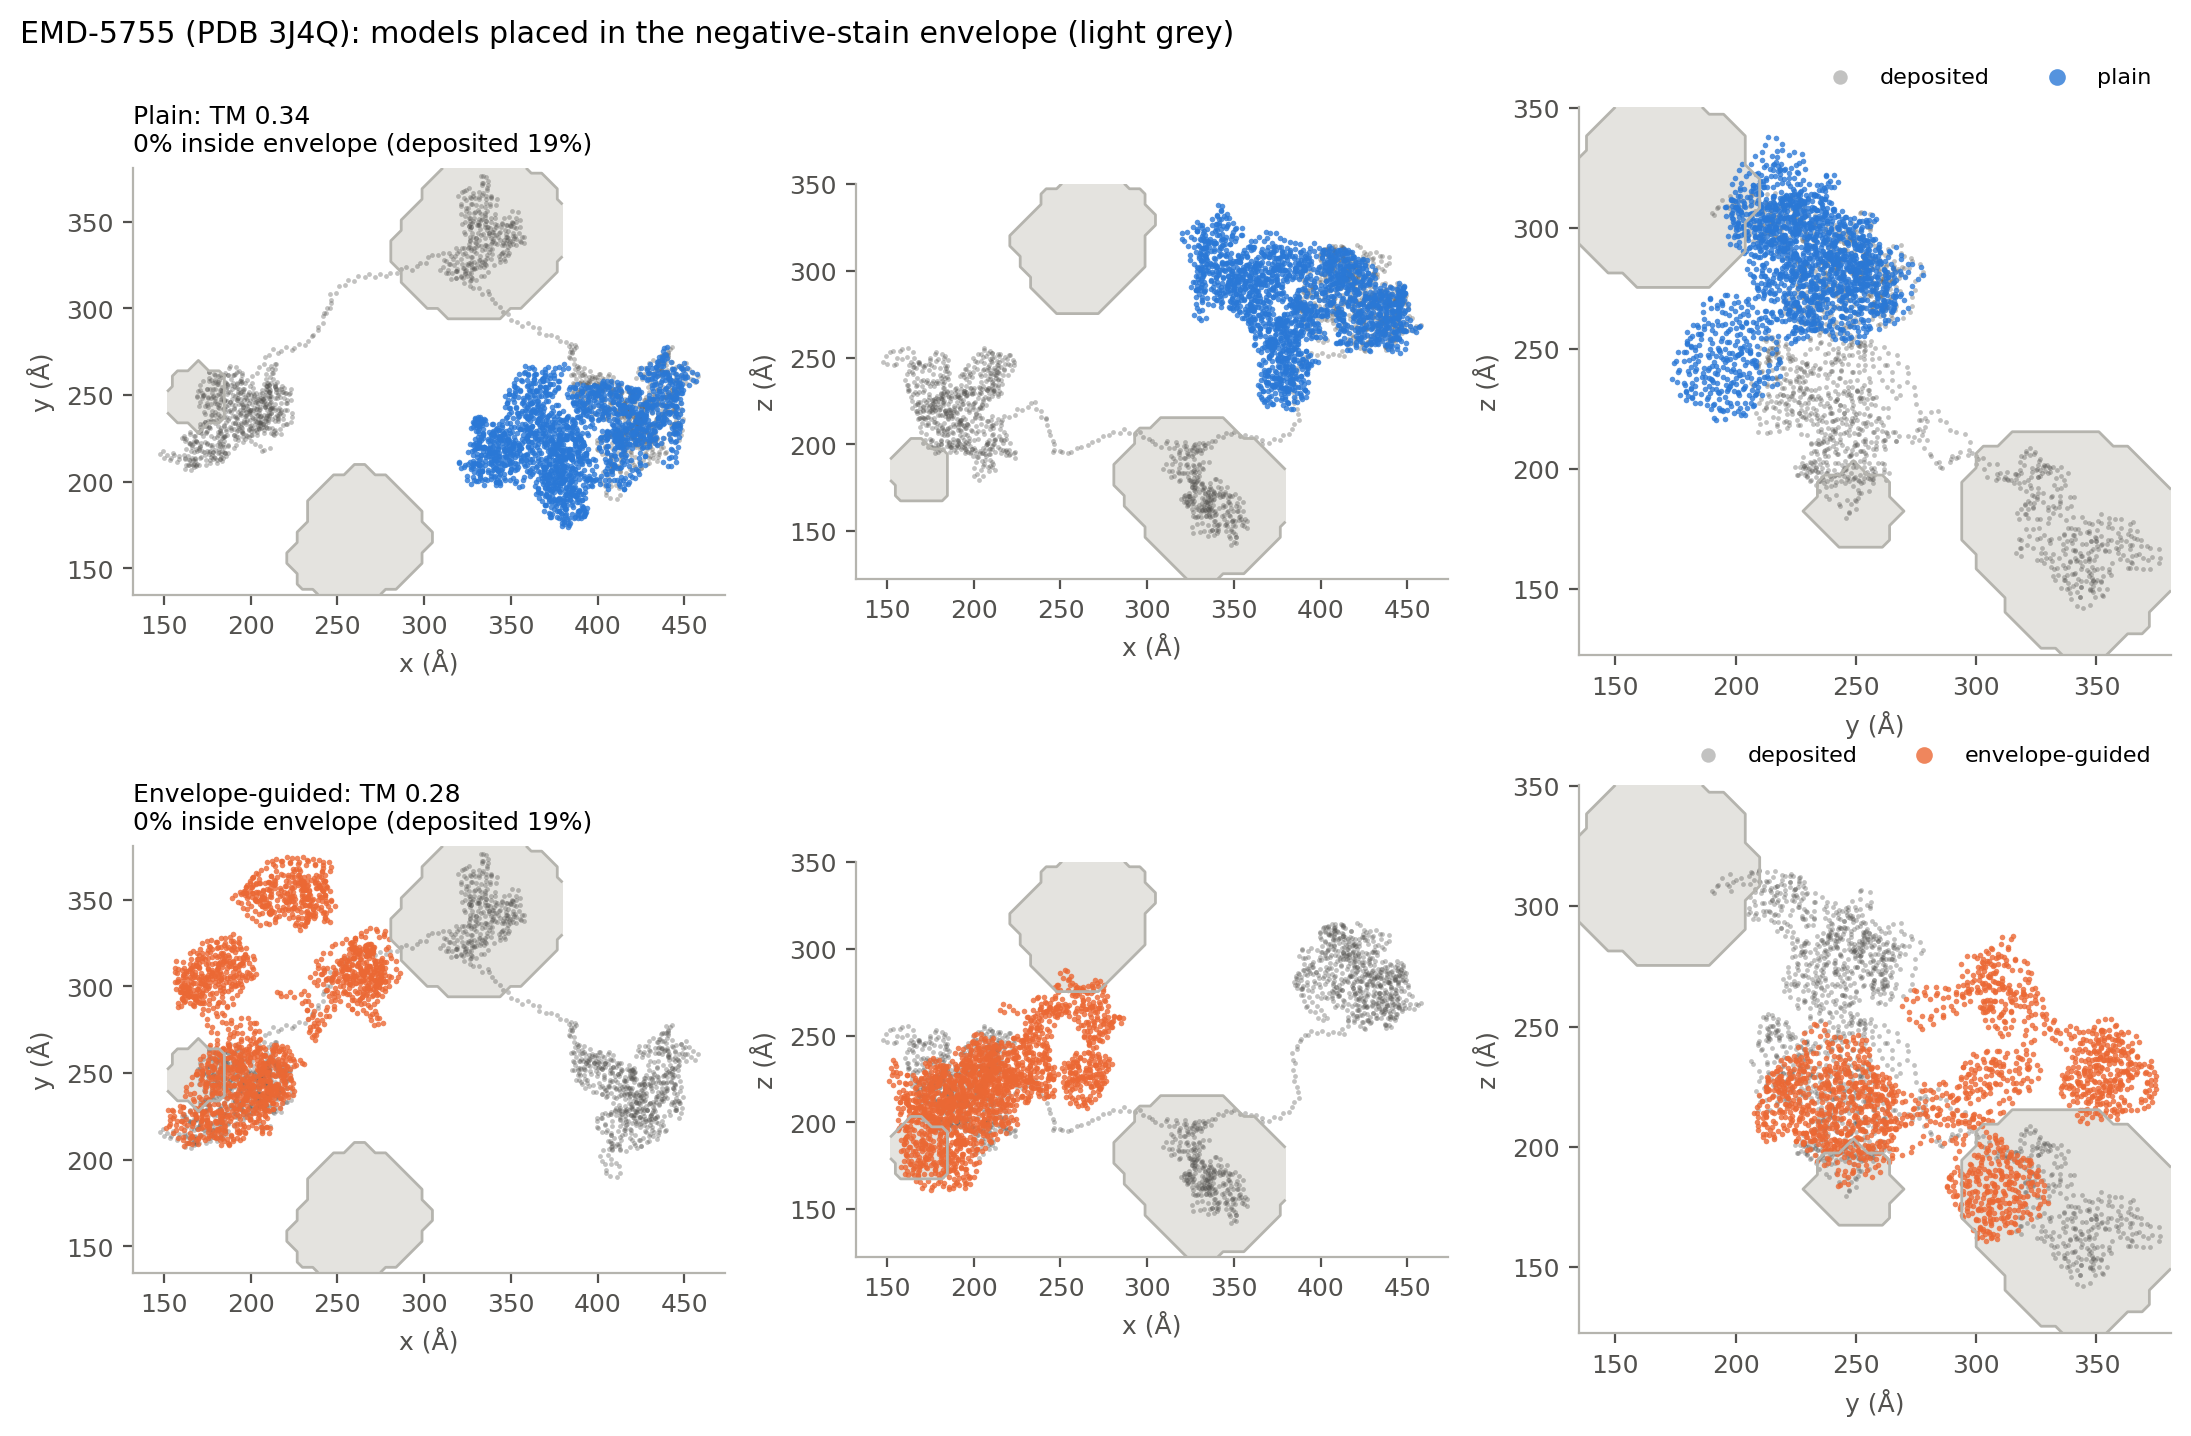 EMD-5755 (PDB 3J4Q): models placed in the negative-stain envelope (light grey)
deposited
plain
Plain: TM 0.34
0% inside envelope (deposited 19%)
350
300
250
200
150
y (Å)
150 200 250 300 350 400 450
x (Å)
350
300
250
200
150
z (Å)
150 200 250 300 350 400 450
x (Å)
350
300
250
200
150
z (Å)
150 200 250 300 350
y (Å)
deposited
envelope-guided
Envelope-guided: TM 0.28
0% inside envelope (deposited 19%)
350
300
250
200
150
y (Å)
150 200 250 300 350 400 450
x (Å)
350
300
250
200
150
z (Å)
150 200 250 300 350 400 450
x (Å)
350
300
250
200
150
z (Å)
150 200 250 300 350
y (Å)